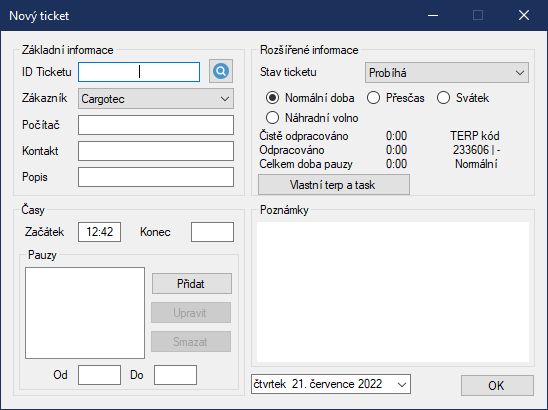 Nový ticket
Základní informace
ID Ticketu
Zákazník
Cargotec
Počítač
Kontakt
Popis
Rozšířené informace
Stav ticketu
Probíhá
Normální doba
Přesčas
Svátek
Náhradní volno
Čistě odpracováno 0:00 TERP kód
Odpracováno 0:00 233606 | -
Celkem doba pauzy 0:00 Normální
Vlastní terp a task
Časy
Začátek 12:42 Konec
Pauzy
Přidat
Upravit
Smazat
Od Do
Poznámky
čtvrtek 21. července 2022
OK